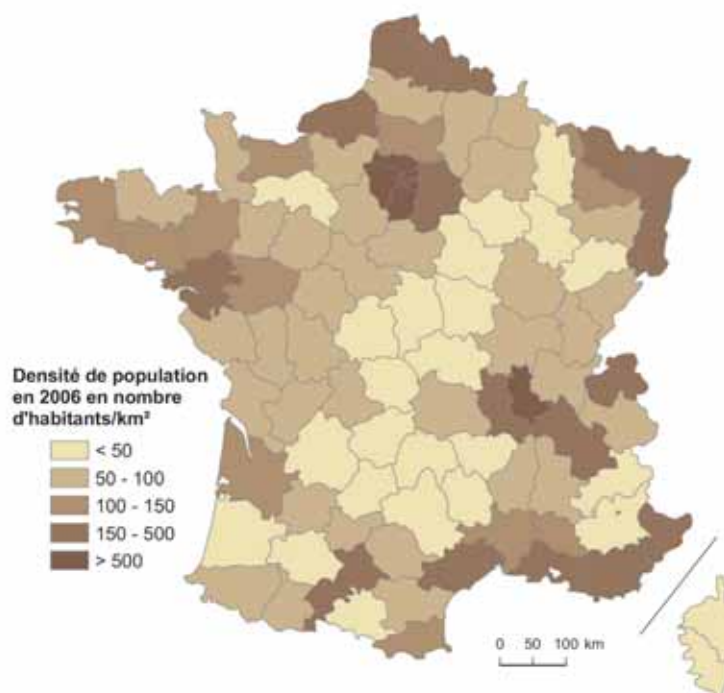 Densité de population
en 2006 en nombre
d'habitants/km²
< 50
50 - 100
100 - 150
150 - 500
> 500
0 50 100 km